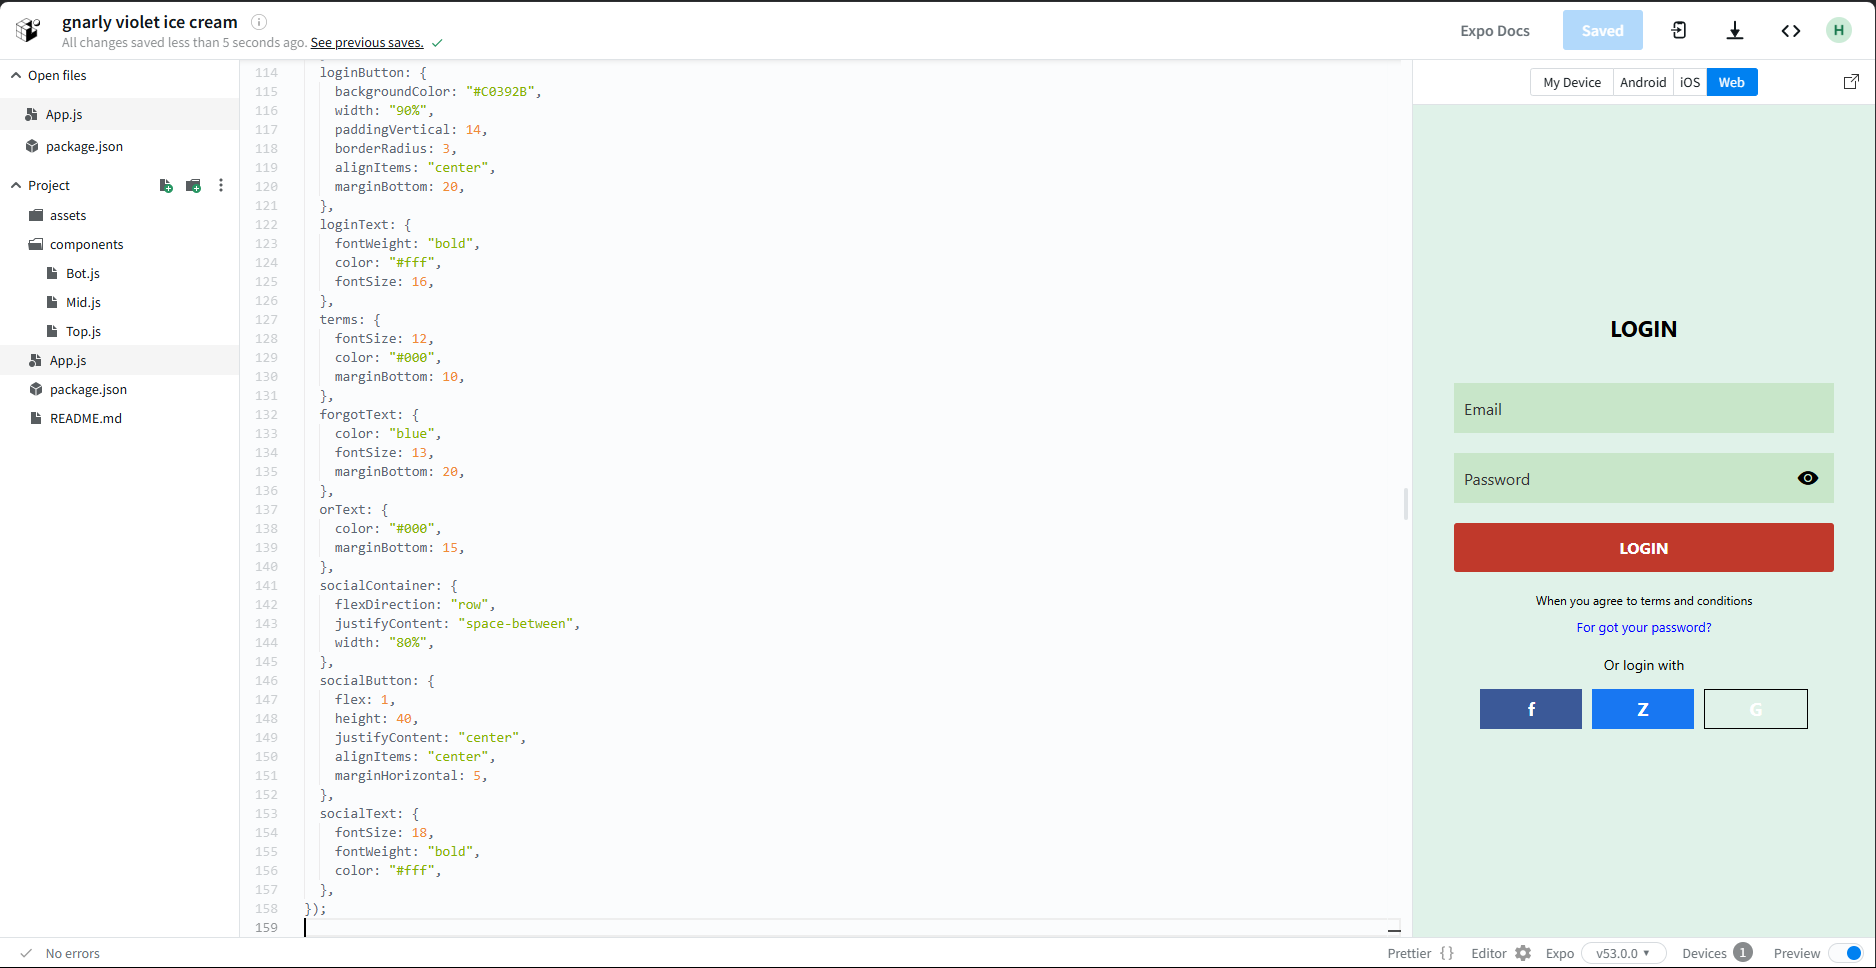 gnarly violet ice cream
All changes saved less than 5 seconds ago. See previous saves.
Expo Docs
Saved
H
Open files
App.js
package.json
Project
assets
components
Bot.js
Mid.js
Top.js
App.js
package.json
README.md
114 loginButton: {
115 backgroundColor: "#C0392B",
116 width: "90%",
117 paddingVertical: 14,
118 borderRadius: 3,
119 alignItems: "center",
120 marginBottom: 20,
121 },
122 loginText: {
123 fontWeight: "bold",
124 color: "#fff",
125 fontSize: 16,
126 },
127 terms: {
128 fontSize: 12,
129 color: "#000",
130 marginBottom: 10,
131 },
132 forgotText: {
133 color: "blue",
134 fontSize: 13,
135 marginBottom: 20,
136 },
137 orText: {
138 color: "#000",
139 marginBottom: 15,
140 },
141 socialContainer: {
142 flexDirection: "row",
143 justifyContent: "space-between",
144 width: "80%",
145 },
146 socialButton: {
147 flex: 1,
148 height: 40,
149 justifyContent: "center",
150 alignItems: "center",
151 marginHorizontal: 5,
152 },
153 socialText: {
154 fontSize: 18,
155 fontWeight: "bold",
156 color: "#fff",
157 },
158 });
159
My Device Android iOS Web
LOGIN
Email
Password
LOGIN
When you agree to terms and conditions
For got your password?
Or login with
f Z G
No errors
Prettier {} Editor Expo v53.0.0 Devices 1 Preview